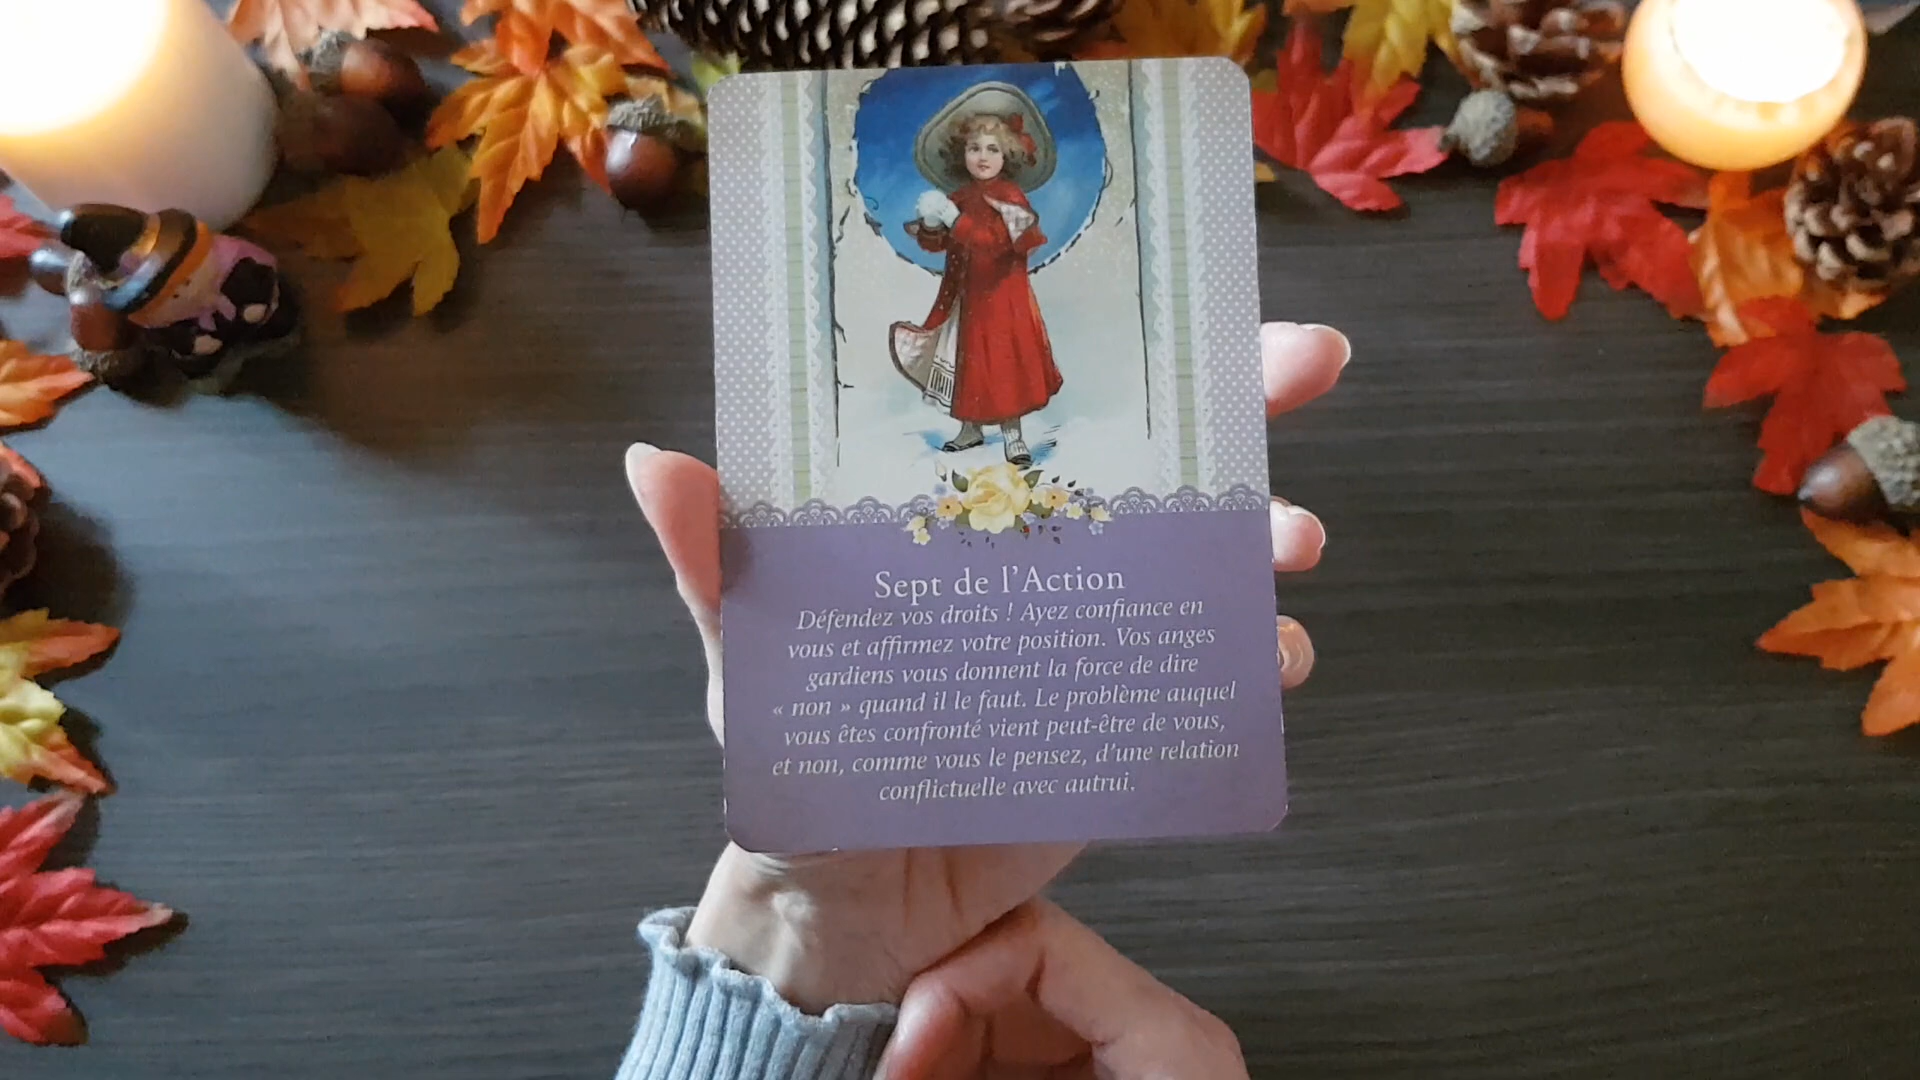 Sept de l’Action
Défendez vos droits ! Ayez confiance en
vous et affirmez votre position. Vos anges
gardiens vous donnent la force de dire
« non » quand il le faut. Le problème auquel
vous êtes confronté vient peut-être de vous,
et non, comme vous le pensez, d’une relation
conflictuelle avec autrui.